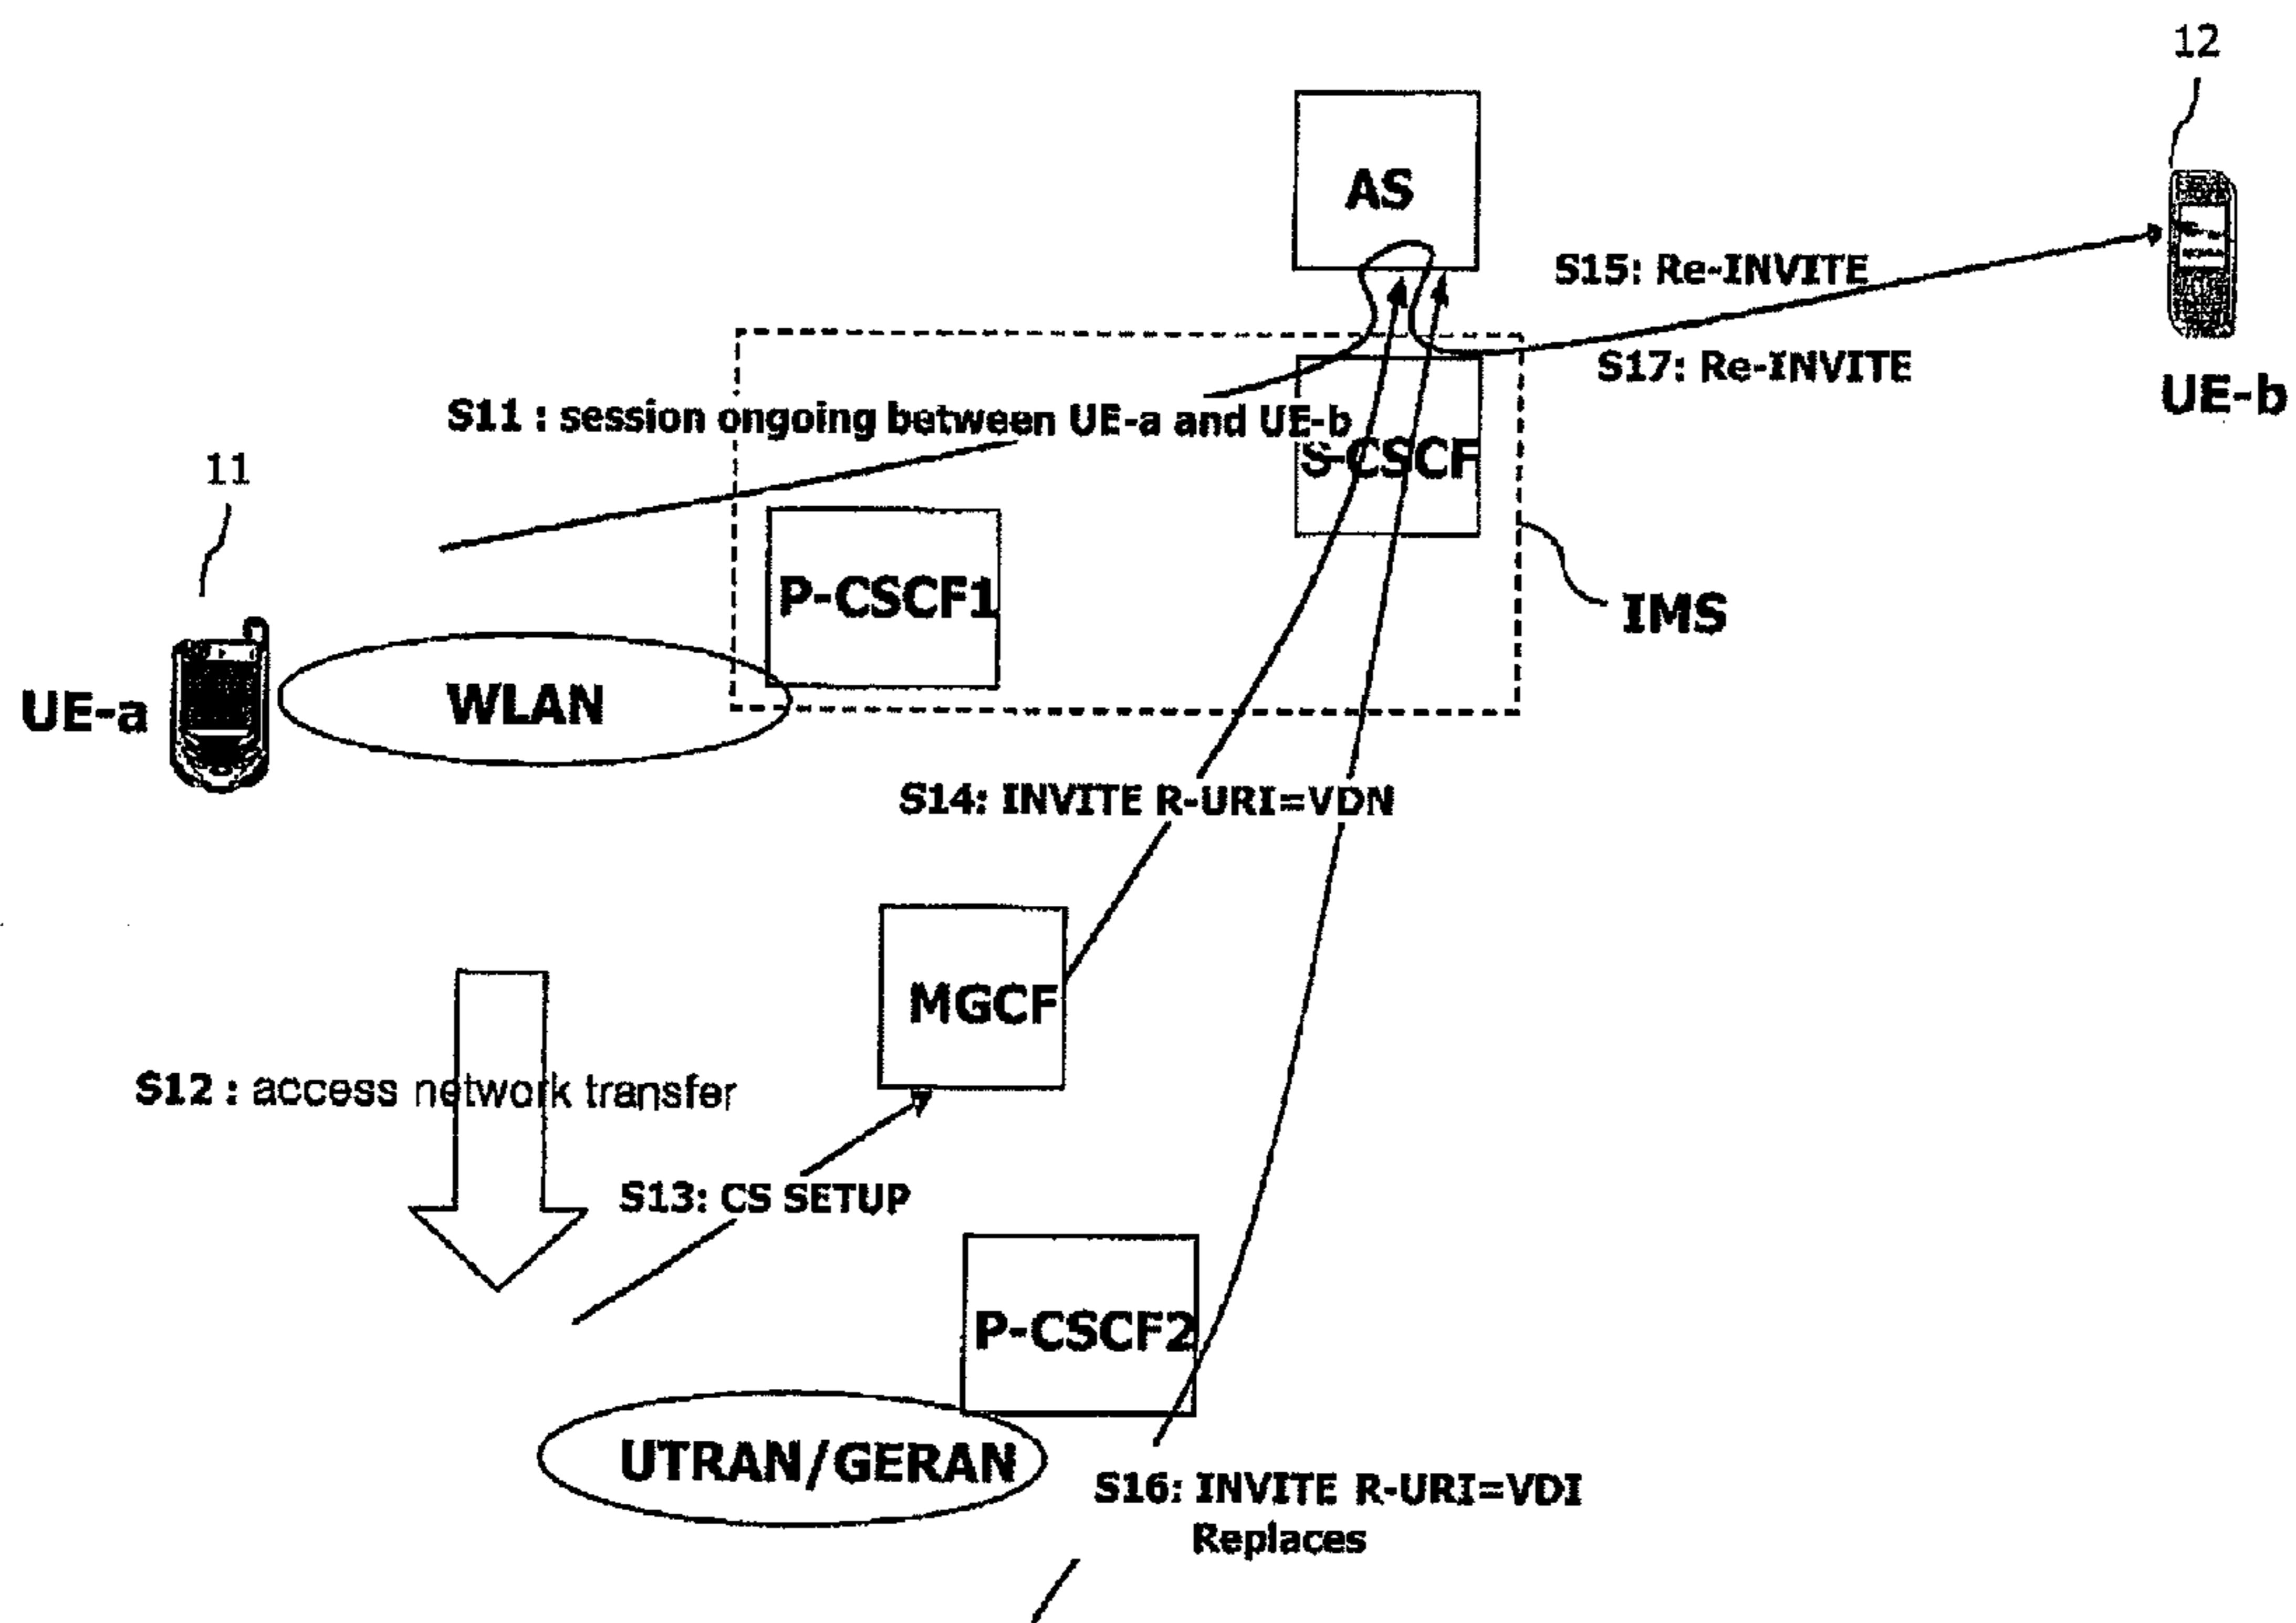 12
AS
S15: Re-INVITE
S17: Re-INVITE
UE-b
S11 : session ongoing between UE-a and UE-b
S-CSCF
11
P-CSCF1
IMS
UE-a
WLAN
S14: INVITE R-URI=VDN
MGCF
S12 : access network transfer
S13: CS SETUP
P-CSCF2
UTRAN/GERAN
S16: INVITE R-URI=VDI
Replaces